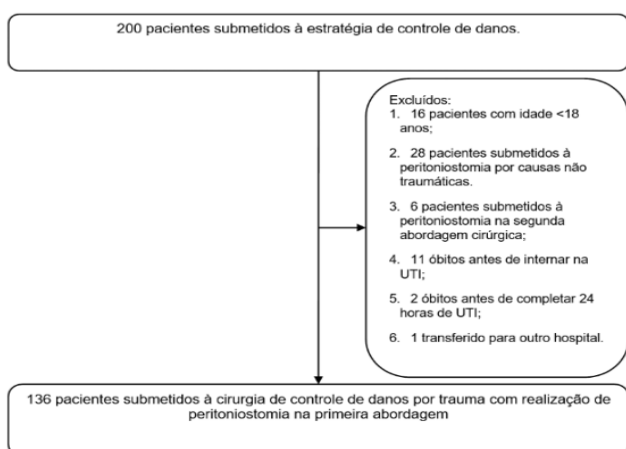 200 pacientes submetidos à estratégia de controle de danos.
Excluídos:
1. 16 pacientes com idade <18
anos;
2. 28 pacientes submetidos à
peritoniostomia por causas não
traumáticas.
3. 6 pacientes submetidos à
peritoniostomia na segunda
abordagem cirúrgica;
4. 11 óbitos antes de internar na
UTI;
5. 2 óbitos antes de completar 24
horas de UTI;
6. 1 transferido para outro hospital.
136 pacientes submetidos à cirurgia de controle de danos por trauma com realização de
peritoniostomia na primeira abordagem